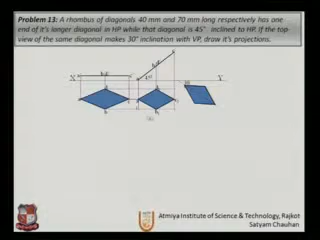 Problem 13: A rhombus of diagonals 40 mm and 70 mm long respectively has one
end of it's longer diagonal in HP while that diagonal is 45° inclined to HP. If the top
view of the same diagonal makes 30° inclination with VP, draw it's projections.
X
Y
Atmiya Institute of Science & Technology, Rajkot
Satyam Chauhan